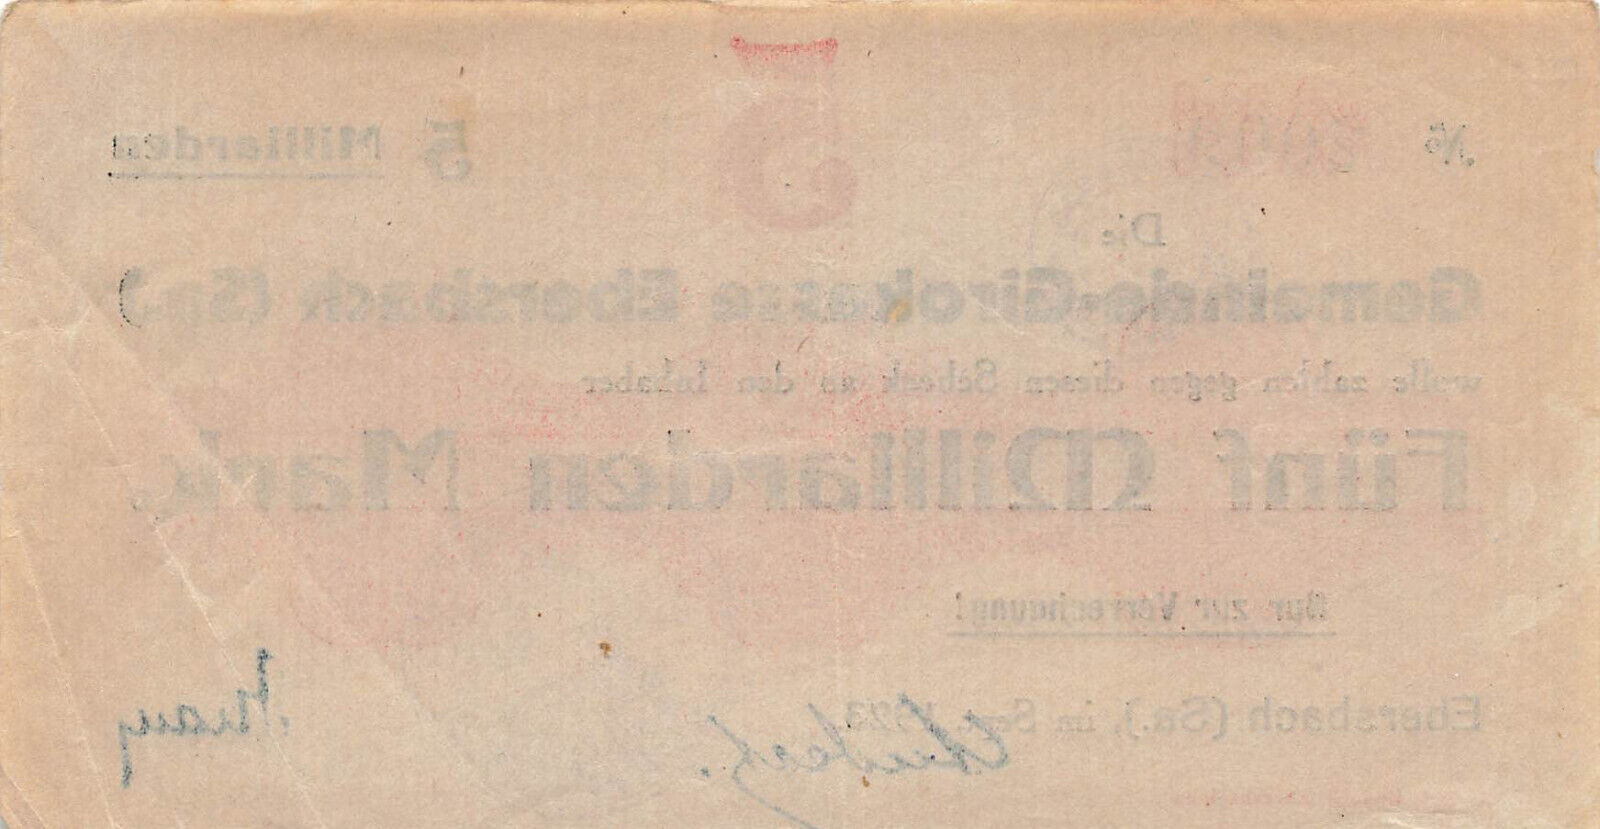 №
5 Milliarden
Die
Gemeinde-Girokasse Ebersbach (Sa.)
wolle zahlen gegen diesen Scheck an den Inhaber
Fünf Milliarden Mark.
Nur zur Verrechnung!
Ebersbach (Sa.), im Sep. 1923.